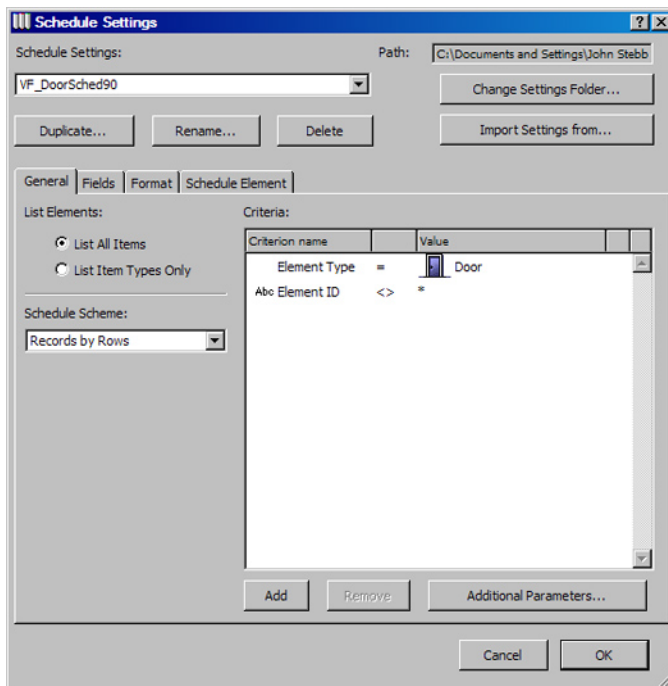 Schedule Settings
Schedule Settings:
Path:
C:\Documents and Settings\John Stebb
VF_DoorSched90
Change Settings Folder...
Duplicate...
Rename...
Delete
Import Settings from...
General
Fields
Format
Schedule Element
List Elements:
Criteria:
List All Items
List Item Types Only
Criterion name
Value
Element Type = Door
Abc Element ID <> *
Schedule Scheme:
Records by Rows
Add
Remove
Additional Parameters...
Cancel
OK